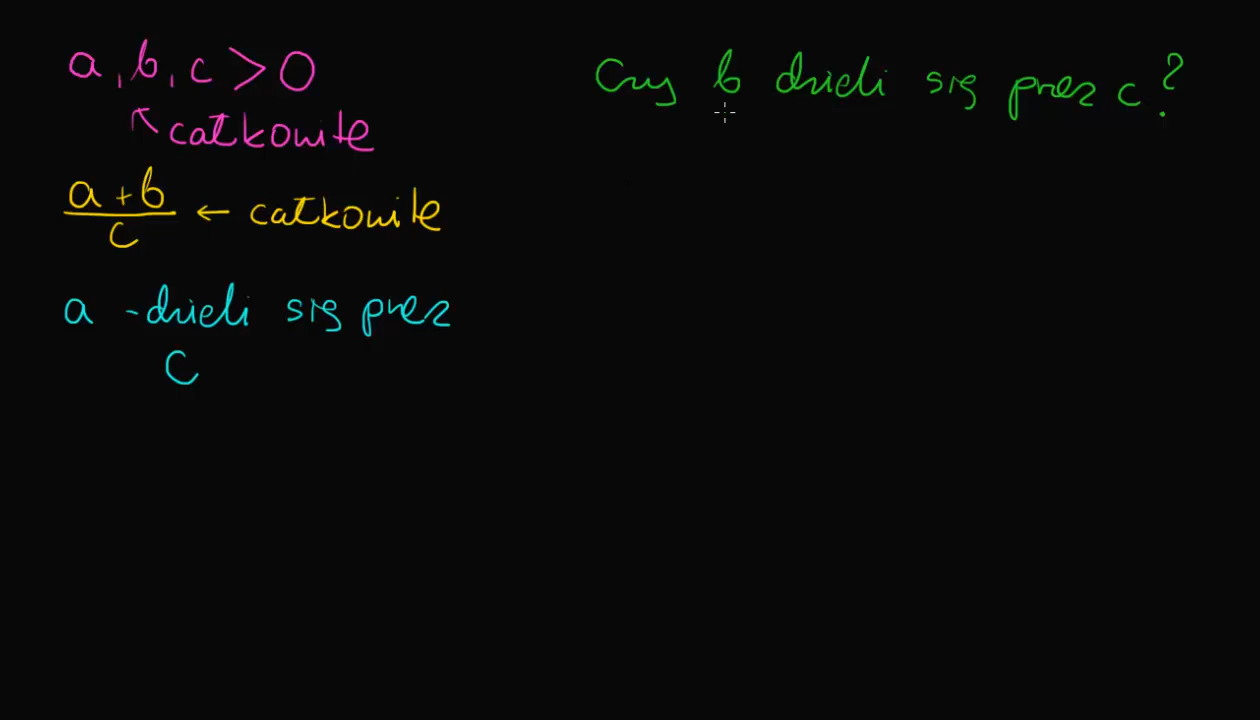 a, b, c > 0
całkowite
a + b
c
← całkowite
a - dzieli się przez
c
Czy b dzieli się przez c?